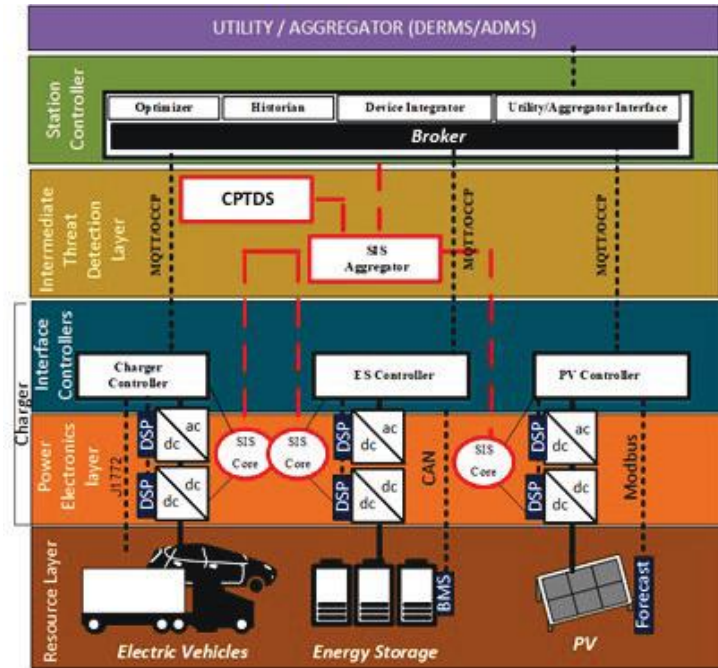 UTILITY / AGGREGATOR (DERMS/ADMS)
Station
Controller
Optimizer
Historian
Device Integrator
Utility/Aggregator Interface
Broker
Intermediate
Threat
Detection
Layer
CPTDS
SIS
Aggregator
MQTT/OCCP
MQTT/OCCP
MQTT/OCCP
Charger
Interface
Controllers
Charger
Controller
ES Controller
PV Controller
Power
Electronics
layer
J1772
DSP
ac
dc
DSP
dc
dc
SIS
Core
SIS
Core
DSP
ac
dc
DSP
dc
dc
CAN
SIS
Core
DSP
ac
dc
DSP
dc
dc
Modbus
Resource Layer
Electric Vehicles
Energy Storage
BMS
PV
Forecast